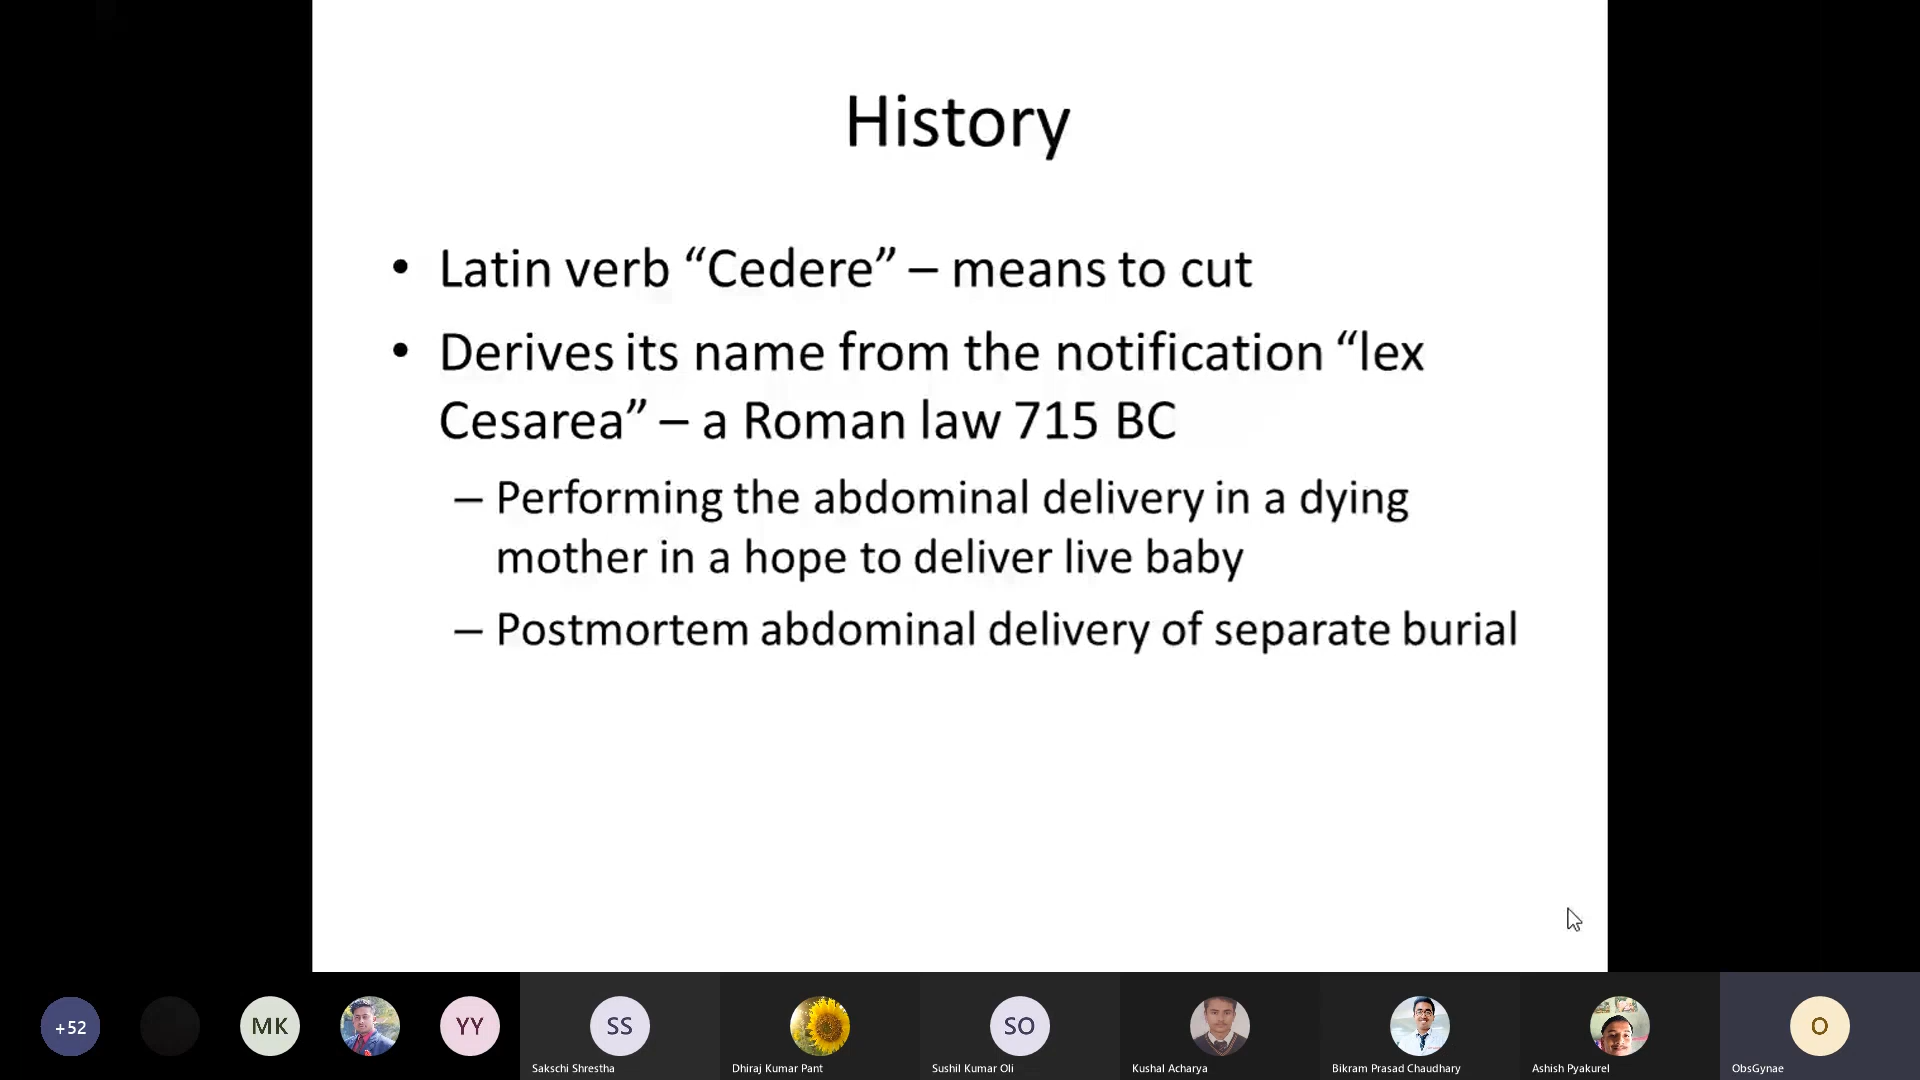 History
• Latin verb “Cedere” – means to cut
• Derives its name from the notification “lex
Cesarea” – a Roman law 715 BC
– Performing the abdominal delivery in a dying
mother in a hope to deliver live baby
– Postmortem abdominal delivery of separate burial
+52
MK
YY
SS
SO
O
Sakschi Shrestha
Dhiraj Kumar Pant
Sushil Kumar Oli
Kushal Acharya
Bikram Prasad Chaudhary
Ashish Pyakurel
ObsGynae